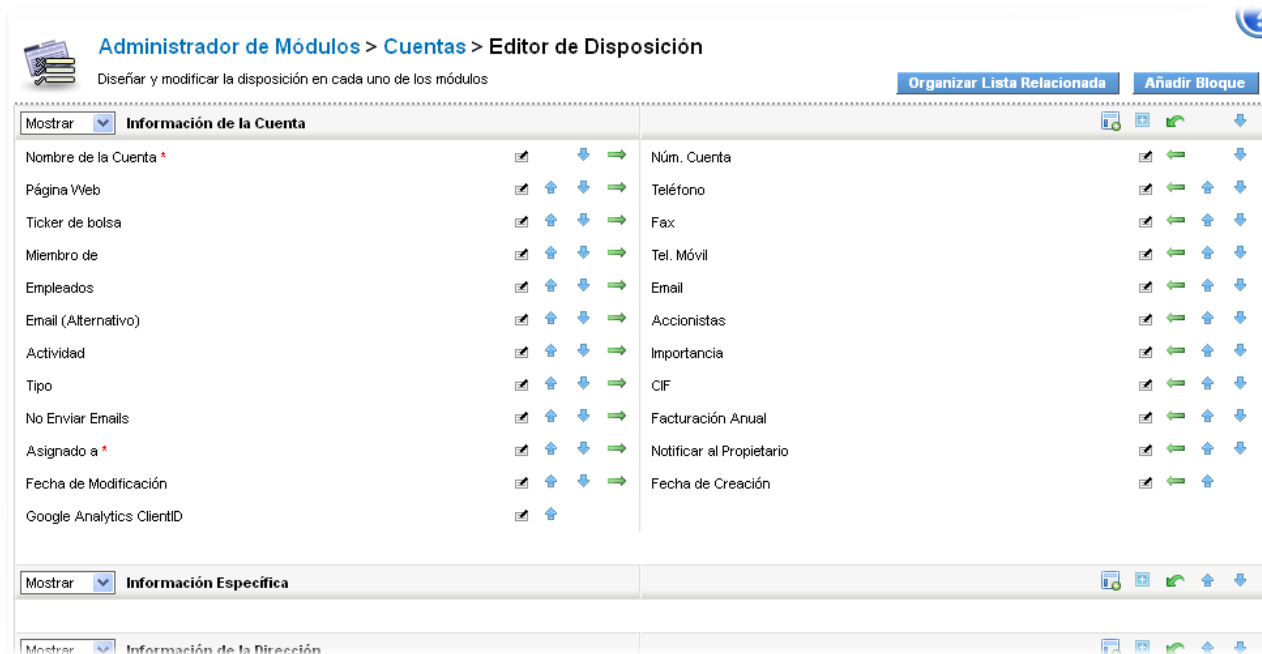 Administrador de Módulos > Cuentas > Editor de Disposición
Diseñar y modificar la disposición en cada uno de los módulos
Organizar Lista Relacionada Añadir Bloque
Mostrar Información de la Cuenta
Nombre de la Cuenta * Núm. Cuenta
Página Web Teléfono
Ticker de bolsa Fax
Miembro de Tel. Móvil
Empleados Email
Email (Alternativo) Accionistas
Actividad Importancia
Tipo CIF
No Enviar Emails Facturación Anual
Asignado a * Notificar al Propietario
Fecha de Modificación Fecha de Creación
Google Analytics ClientID
Mostrar Información Específica
Mostrar Información de la Dirección